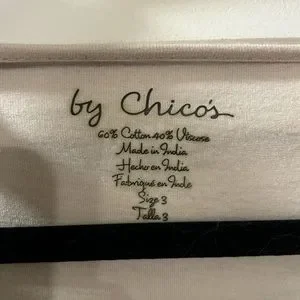 by Chico's
60% Cotton 40% Viscose
Made in India
Hecho en India
Fabriqué en Inde
Size 3
Talla 3